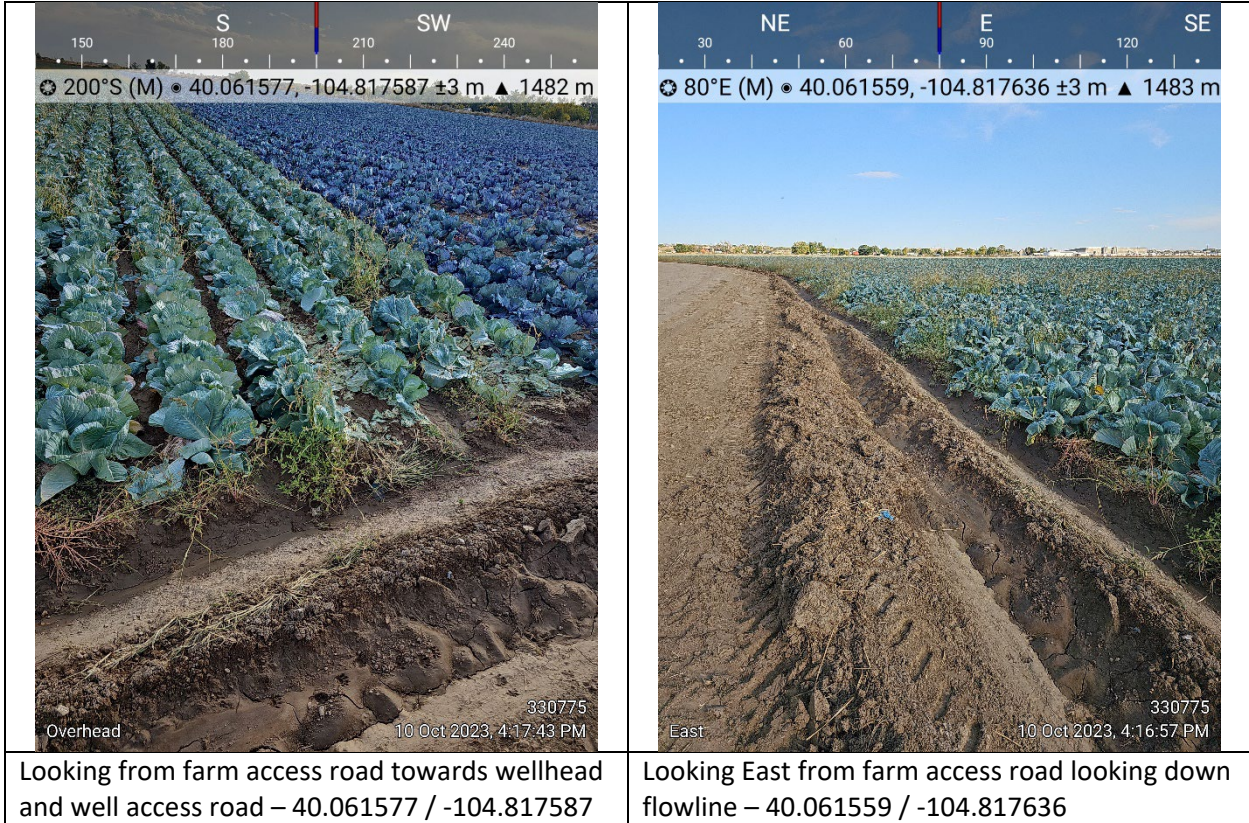 S SW
150 180 210 240
200°S (M) 40.061577, -104.817587 ±3 m ▲ 1482 m
330775
Overhead 10 Oct 2023, 4:17:43 PM
Looking from farm access road towards wellhead
and well access road – 40.061577 / -104.817587
NE E SE
30 60 90 120
80°E (M) 40.061559, -104.817636 ±3 m ▲ 1483 m
330775
East 10 Oct 2023, 4:16:57 PM
Looking East from farm access road looking down
flowline – 40.061559 / -104.817636